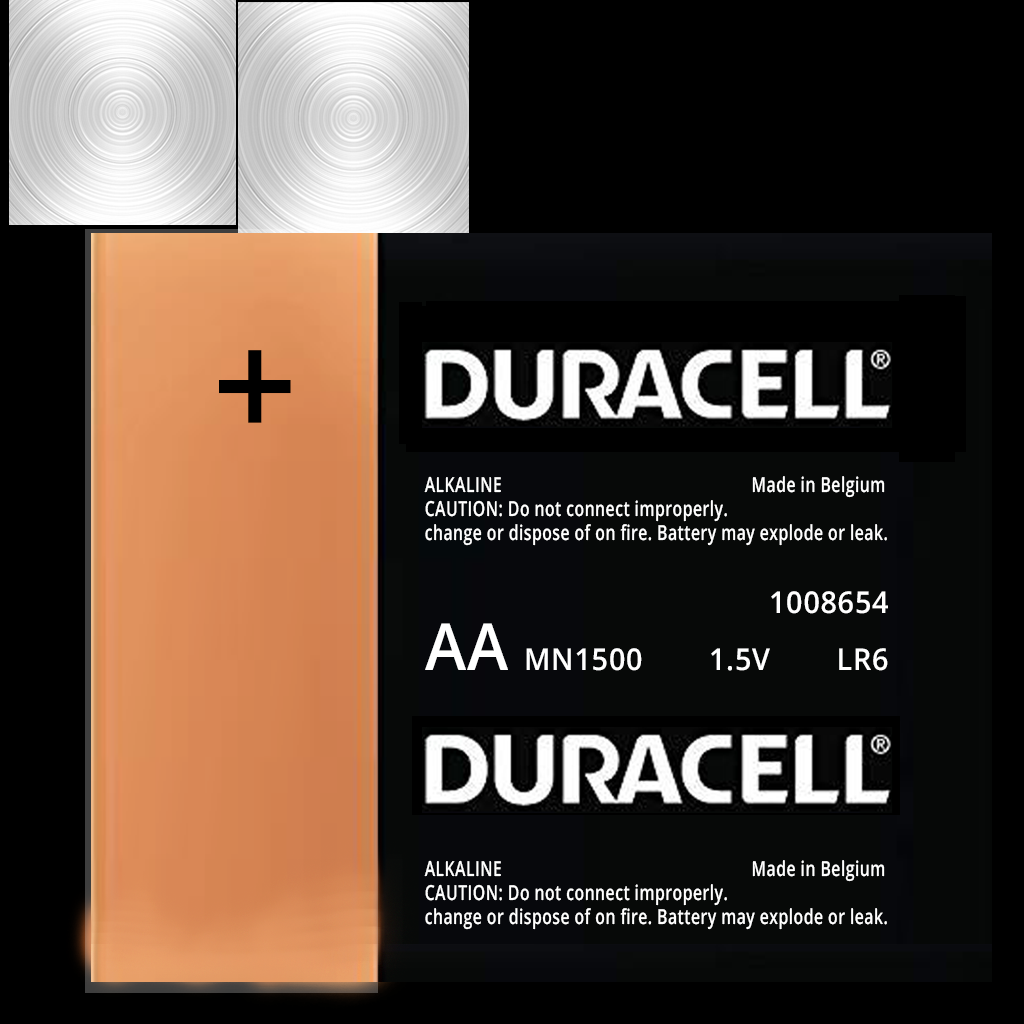 +
DURACELL®
ALKALINE Made in Belgium
CAUTION: Do not connect improperly.
change or dispose of on fire. Battery may explode or leak.
1008654
AA MN1500 1.5V LR6
DURACELL®
ALKALINE Made in Belgium
CAUTION: Do not connect improperly.
change or dispose of on fire. Battery may explode or leak.